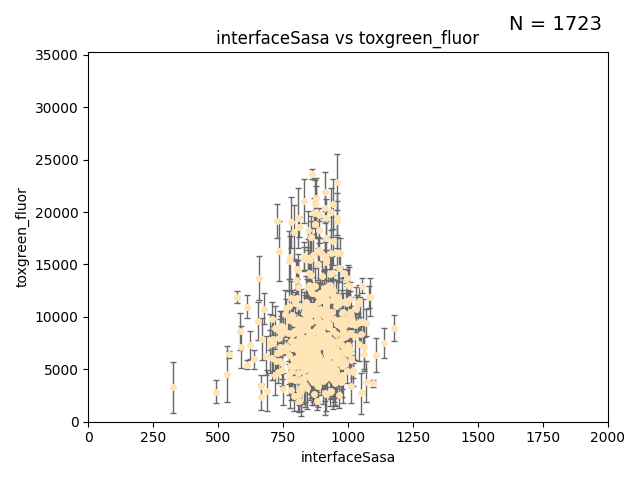 N = 1723
interfaceSasa vs toxgreen_fluor
35000
30000
25000
20000
15000
10000
5000
0
toxgreen_fluor
0 250 500 750 1000 1250 1500 1750 2000
interfaceSasa